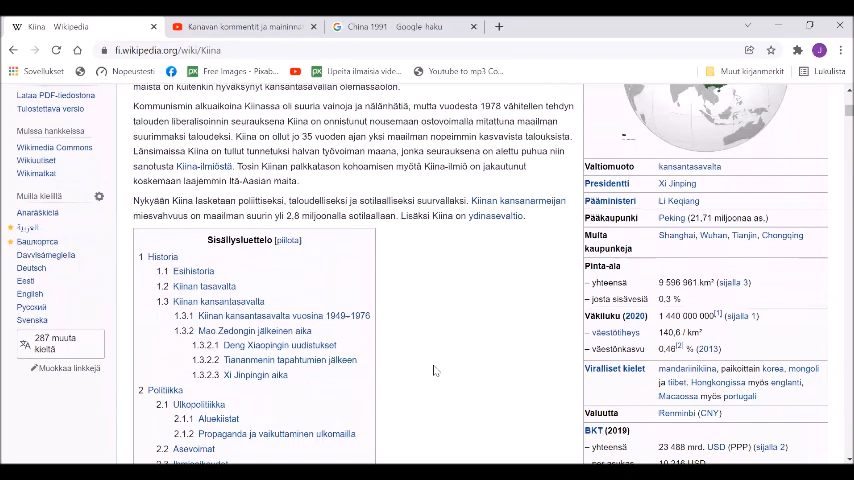 Kiina – Wikipedia
Kanavan kommentit ja maininnat
China 1991 - Google-haku
fi.wikipedia.org/wiki/Kiina
J
Sovellukset
Nopeustesti
Free Images - Pixab...
Upeita ilmaisia vide...
Youtube to mp3 Co...
Muut kirjanmerkit
Lukulista
maista on kuitenkin hyväksynyt kansantasavallan olemassaolon.
Kommunismin alkuaikoina Kiinassa oli suuria vainoja ja nälänhätiä, mutta vuodesta 1978 vähitellen tehdyn
talouden liberalisoinnin seurauksena Kiina on onnistunut nousemaan ostovoimalla mitattuna maailman
suurimmaksi taloudeksi. Kiina on ollut jo 35 vuoden ajan yksi maailman nopeimmin kasvavista talouksista.
Länsimaissa Kiina on tullut tunnetuksi halvan työvoiman maana, jonka seurauksena on alettu puhua niin
sanotusta Kiina-ilmiöstä. Tosin Kiinan palkkatason kohoamisen myötä Kiina-ilmiö on jakautunut
koskemaan laajemmin Itä-Aasian maita.
Nykyään Kiina lasketaan poliittiseksi, taloudelliseksi ja sotilaalliseksi suurvallaksi. Kiinan kansanarmeijan
miesvahvuus on maailman suurin yli 2,8 miljoonalla sotilaallaan. Lisäksi Kiina on ydinasevaltio.
Lataa PDF-tiedostona
Tulostettava versio
Muissa hankkeissa
Wikimedia Commons
Wikiuutiset
Wikimatkat
Muilla kielillä
Anaráškielâ
العربية
Башҡортса
Davvisámegiella
Deutsch
Eesti
English
Русский
Svenska
287 muuta
kieltä
Muokkaa linkkejä
Sisällysluettelo [piilota]
1 Historia
1.1 Esihistoria
1.2 Kiinan tasavalta
1.3 Kiinan kansantasavalta
1.3.1 Kiinan kansantasavalta vuosina 1949–1976
1.3.2 Mao Zedongin jälkeinen aika
1.3.2.1 Deng Xiaopingin uudistukset
1.3.2.2 Tiananmenin tapahtumien jälkeen
1.3.2.3 Xi Jinpingin aika
2 Politiikka
2.1 Ulkopolitiikka
2.1.1 Aluekiistat
2.1.2 Propaganda ja vaikuttaminen ulkomailla
2.2 Asevoimat
2.3 Ihmisoikeudet
Valtiomuoto kansantasavalta
Presidentti Xi Jinping
Pääministeri Li Keqiang
Pääkaupunki Peking (21,71 miljoonaa as.)
Muita Shanghai, Wuhan, Tianjin, Chongqing
kaupunkeja
Pinta-ala
– yhteensä 9 596 961 km² (sijalla 3)
– josta sisävesiä 0,3 %
Väkiluku (2020) 1 440 000 000[1] (sijalla 1)
– väestötiheys 140,6 / km²
– väestönkasvu 0,46[2] % (2013)
Viralliset kielet mandariinikiina, paikoitellen korea, mongoli
ja tiibet, Hongkongissa myös englanti,
Macaossa myös portugali
Valuutta Renminbi (CNY)
BKT (2019)
– yhteensä 23 488 mrd. USD (PPP) (sijalla 2)
– per asukas 10 216 USD